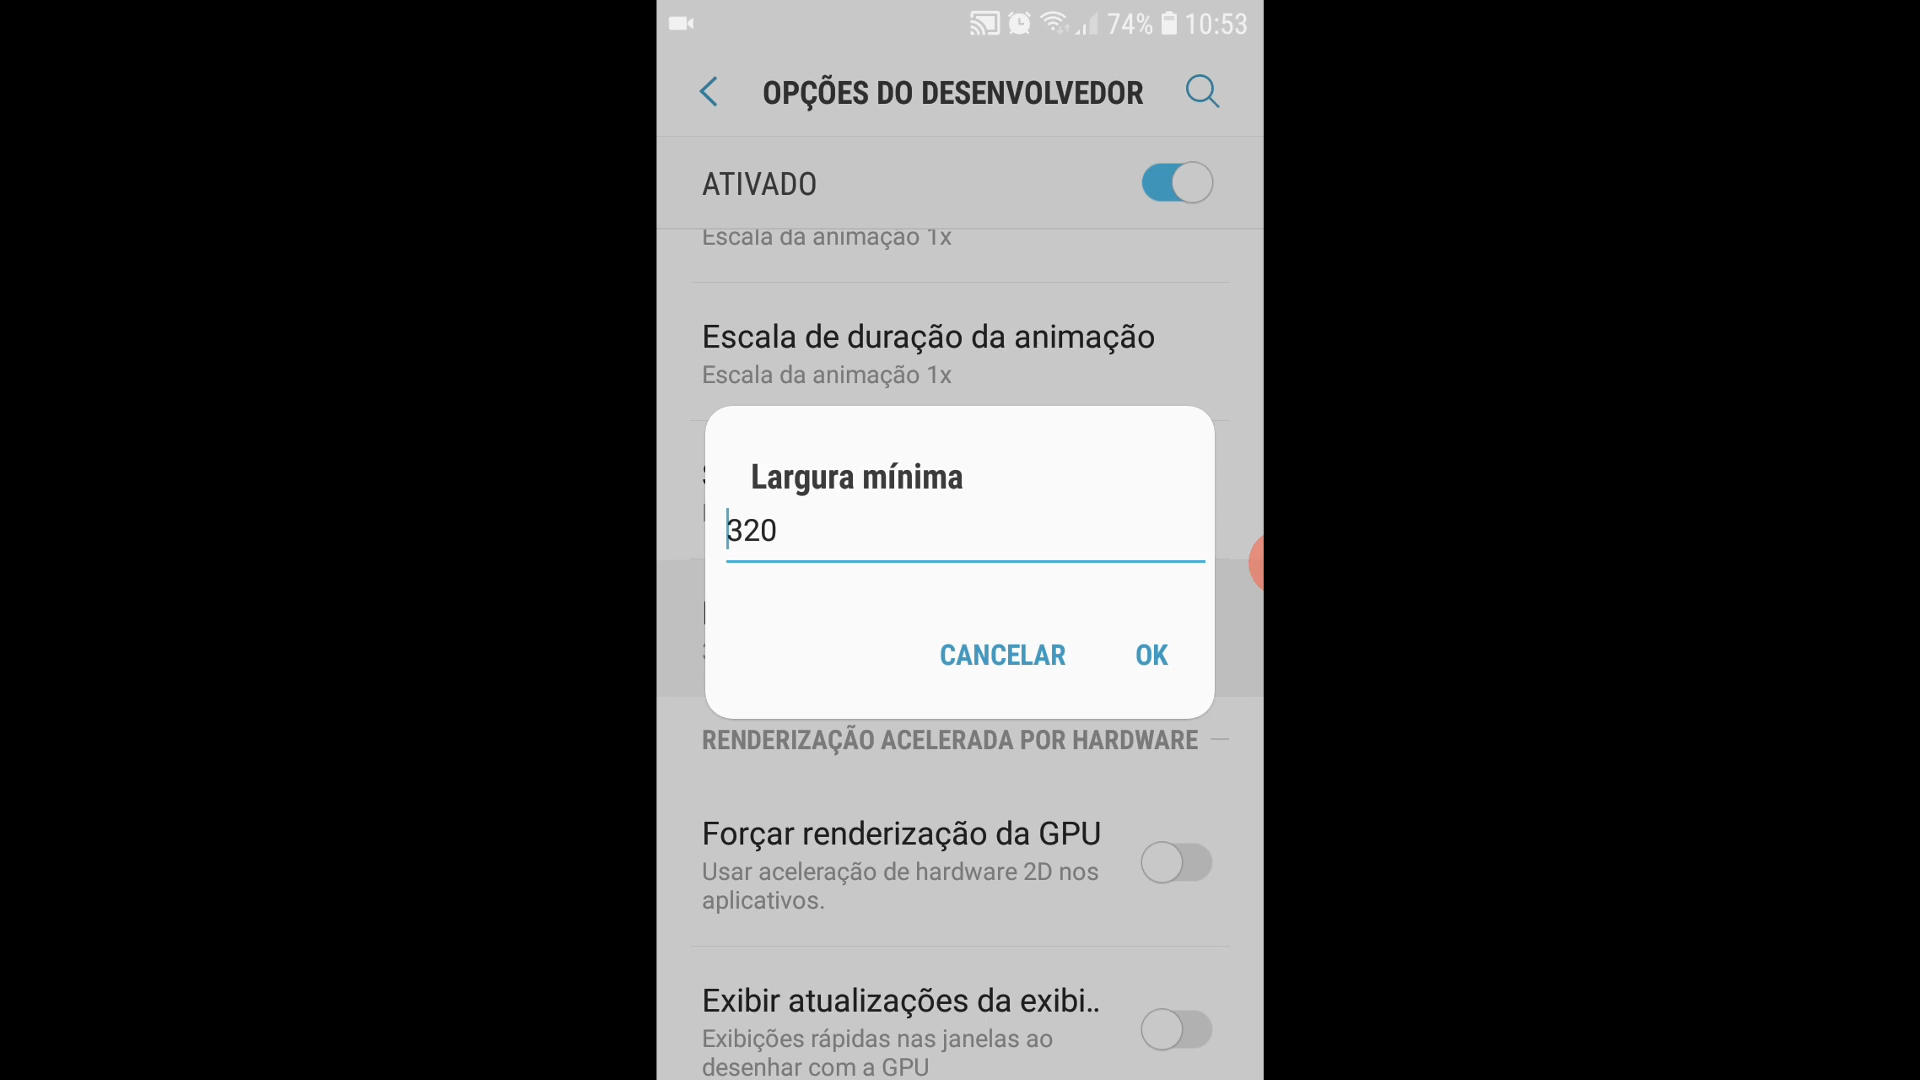 74% 10:53
OPÇÕES DO DESENVOLVEDOR
ATIVADO
Escala da animação 1x
Escala de duração da animação
Escala da animação 1x
Largura mínima
320
CANCELAR OK
RENDERIZAÇÃO ACELERADA POR HARDWARE
Forçar renderização da GPU
Usar aceleração de hardware 2D nos
aplicativos.
Exibir atualizações da exibi..
Exibições rápidas nas janelas ao
desenhar com a GPU